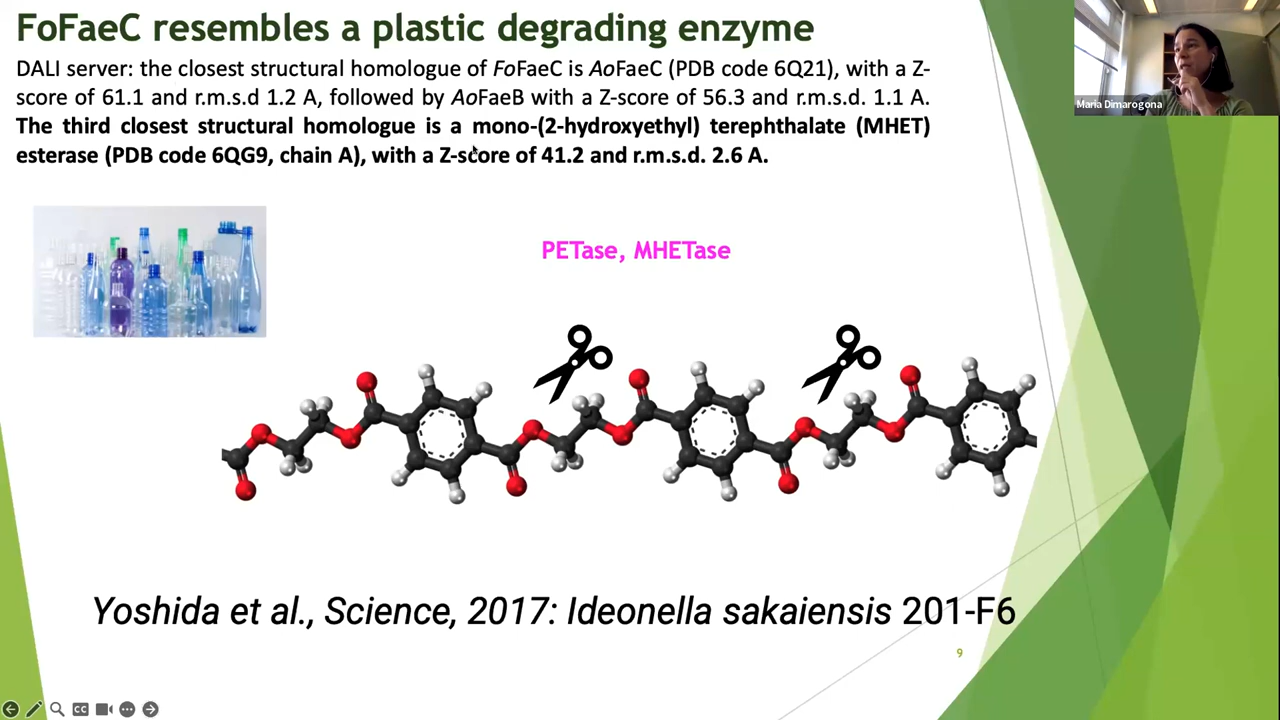 FoFaeC resembles a plastic degrading enzyme
DALI server: the closest structural homologue of FoFaeC is AoFaeC (PDB code 6Q21), with a Z-
score of 61.1 and r.m.s.d 1.2 A, followed by AoFaeB with a Z-score of 56.3 and r.m.s.d. 1.1 A.
The third closest structural homologue is a mono-(2-hydroxyethyl) terephthalate (MHET)
esterase (PDB code 6QG9, chain A), with a Z-score of 41.2 and r.m.s.d. 2.6 A.
Maria Dimarogona
PETase, MHETase
Yoshida et al., Science, 2017: Ideonella sakaiensis 201-F6
9
CC